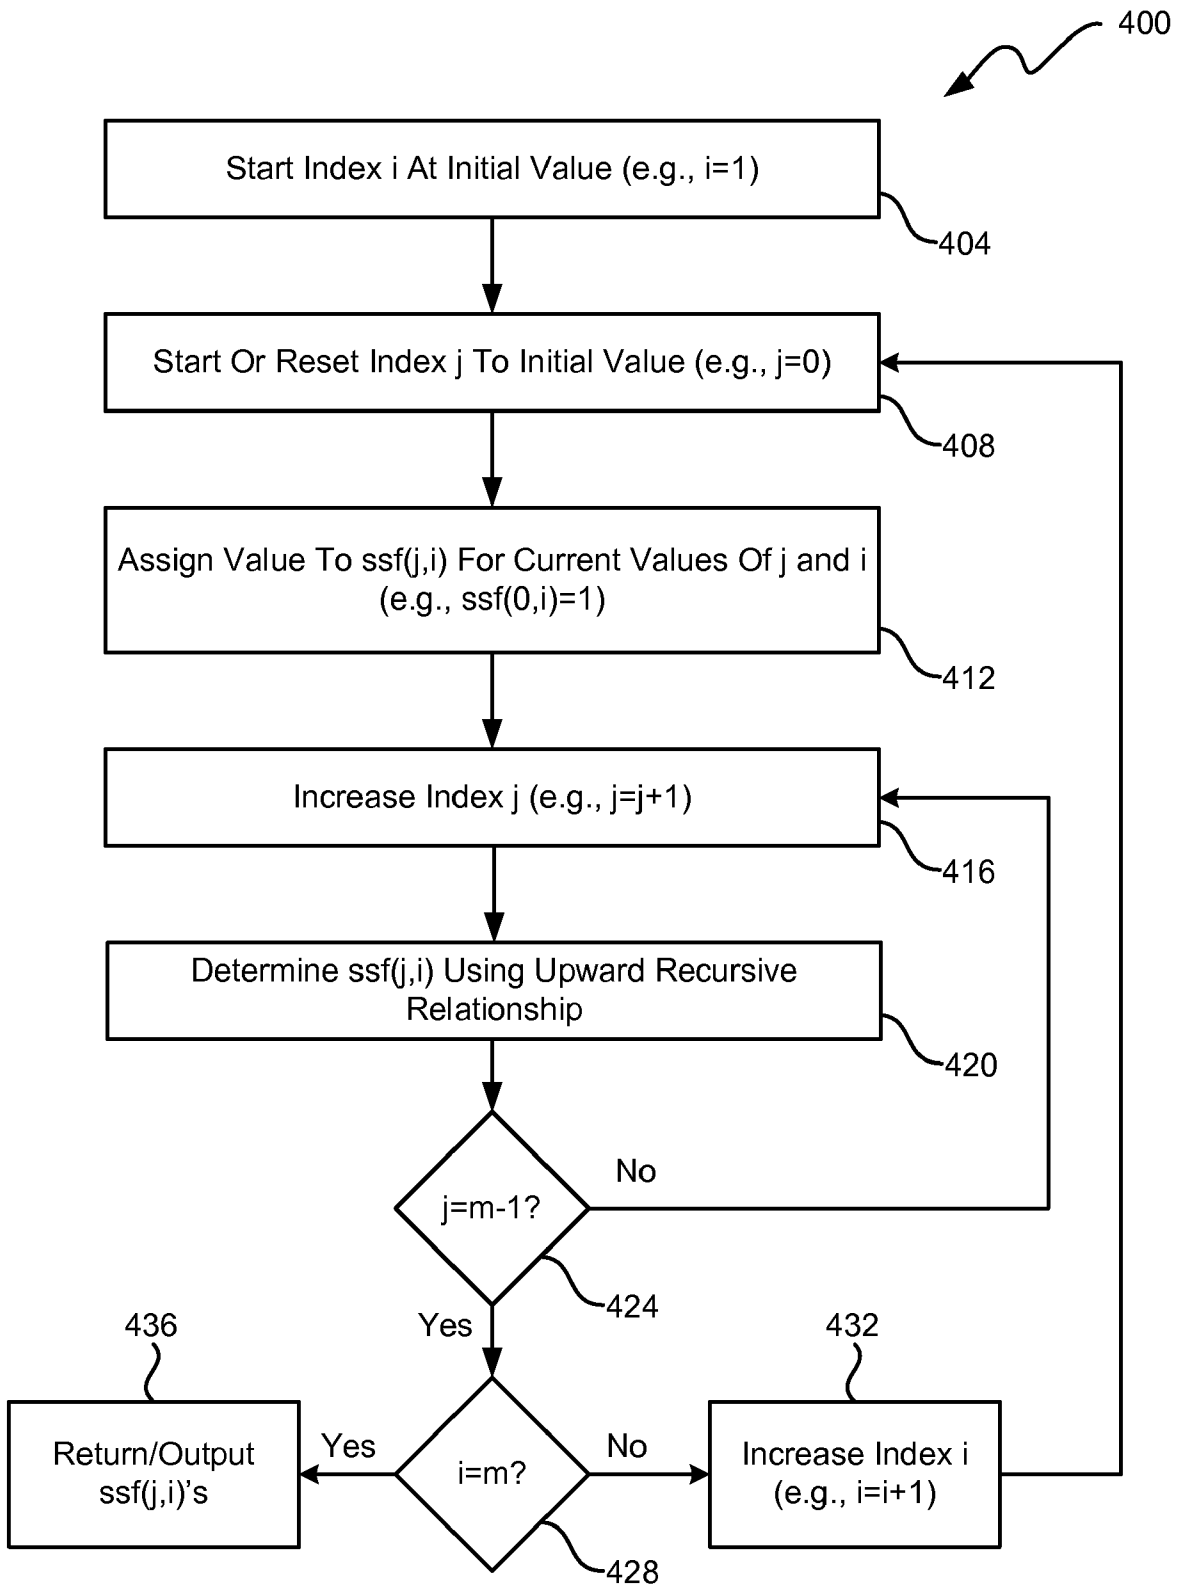 400
Start Index i At Initial Value (e.g., i=1)
404
Start Or Reset Index j To Initial Value (e.g., j=0)
408
Assign Value To ssf(j,i) For Current Values Of j and i
(e.g., ssf(0,i)=1)
412
Increase Index j (e.g., j=j+1)
416
Determine ssf(j,i) Using Upward Recursive
Relationship
420
j=m-1?
No
424
Yes
436
432
Return/Output
ssf(j,i)'s
Yes
i=m?
No
Increase Index i
(e.g., i=i+1)
428